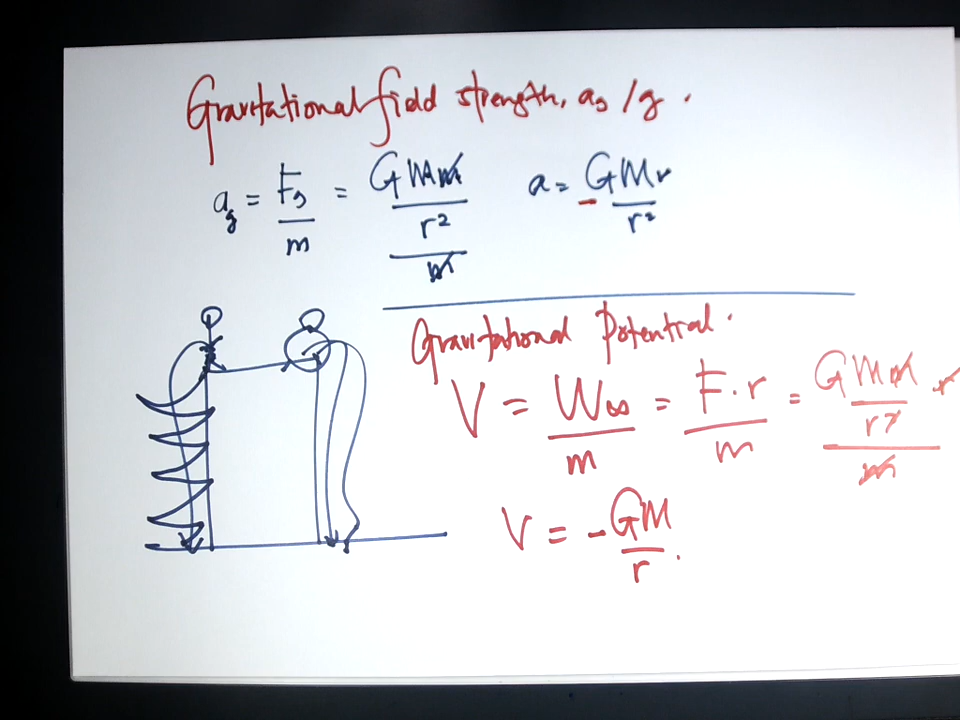 Gravitational field strength, ag / g.
ag = Fg/m = GMm/r²/m a = -GMr/r²
Gravitational Potential.
V = W∞/m = F.r/m = GMm/r² r/m
V = -GM/r.